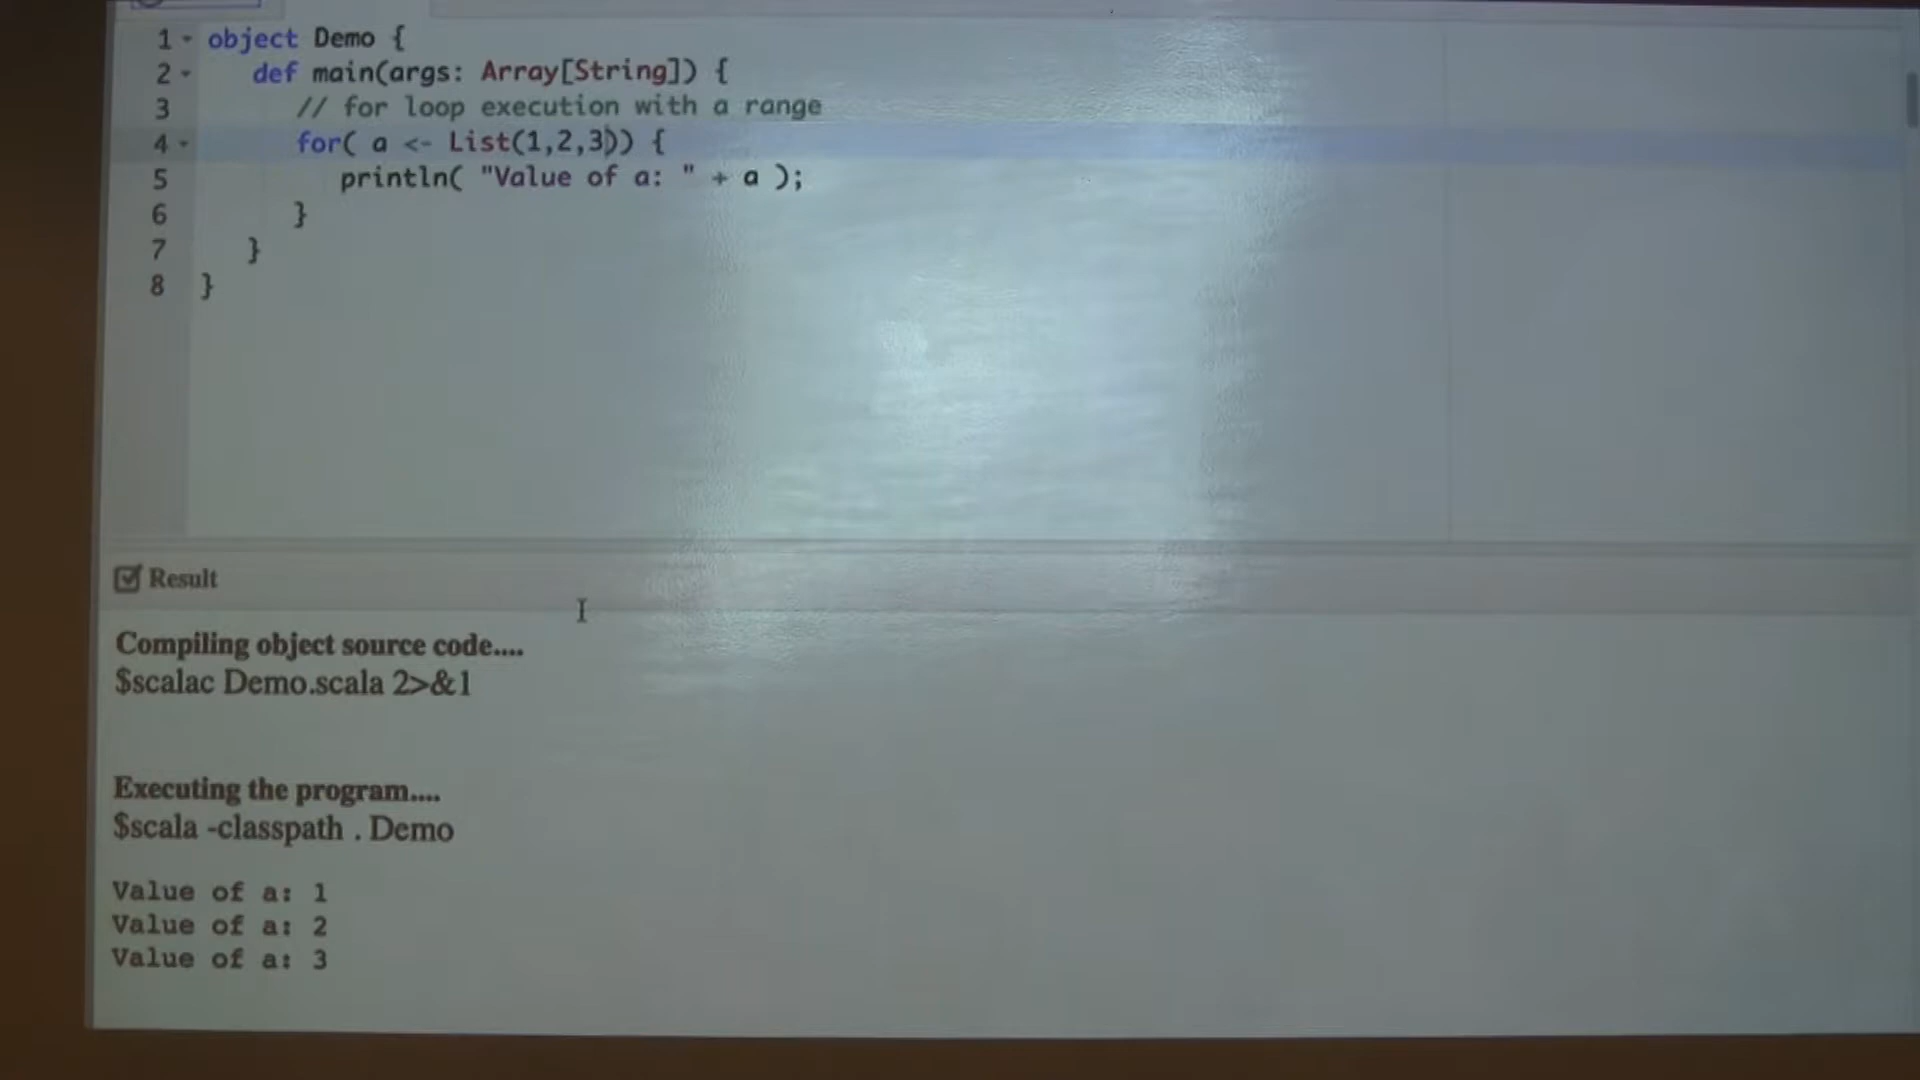 1 object Demo {
2 def main(args: Array[String]) {
3 // for loop execution with a range
4 for( a <- List(1,2,3)) {
5 println( "Value of a: " + a );
6 }
7 }
8 }
Result
Compiling object source code....
$scalac Demo.scala 2>&1
Executing the program....
$scala -classpath . Demo
Value of a: 1
Value of a: 2
Value of a: 3